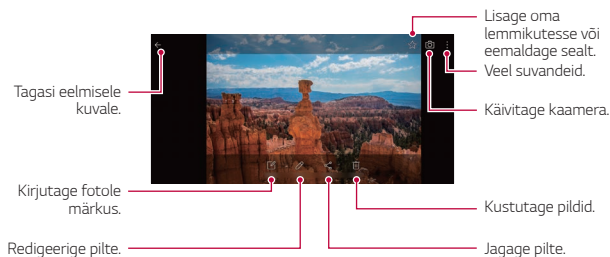 Lisage oma
lemmikutesse või
eemaldage sealt.
Veel suvandeid.
Tagasi eelmisele
kuvale.
Käivitage kaamera.
Kirjutage fotole
märkus.
Kustutage pildid.
Redigeerige pilte.
Jagage pilte.